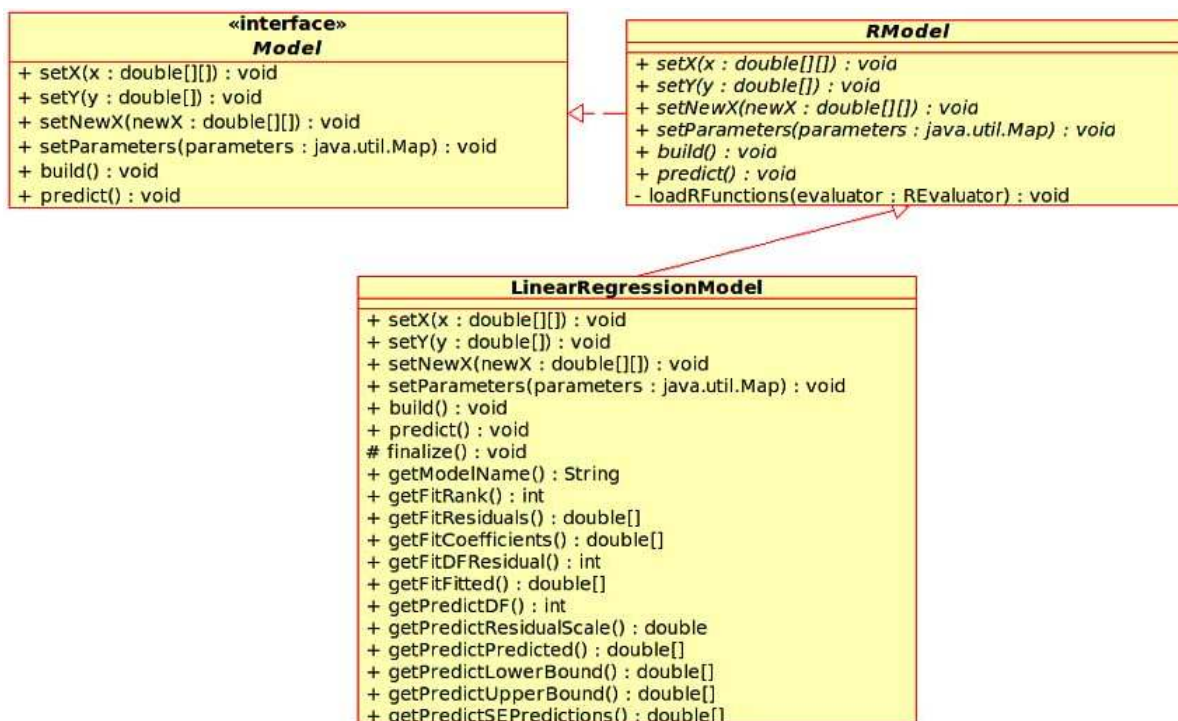 «interface»
Model
+ setX(x : double[][]) : void
+ setY(y : double[]) : void
+ setNewX(newX : double[][]) : void
+ setParameters(parameters : java.util.Map) : void
+ build() : void
+ predict() : void
RModel
+ setX(x : double[][]) : void
+ setY(y : double[]) : void
+ setNewX(newX : double[][]) : void
+ setParameters(parameters : java.util.Map) : void
+ build() : void
+ predict() : void
- loadRFunctions(evaluator : REvaluator) : void
LinearRegressionModel
+ setX(x : double[][]) : void
+ setY(y : double[]) : void
+ setNewX(newX : double[][]) : void
+ setParameters(parameters : java.util.Map) : void
+ build() : void
+ predict() : void
# finalize() : void
+ getModelName() : String
+ getFitRank() : int
+ getFitResiduals() : double[]
+ getFitCoefficients() : double[]
+ getFitDFResidual() : int
+ getFitFitted() : double[]
+ getPredictDF() : int
+ getPredictResidualScale() : double
+ getPredictPredicted() : double[]
+ getPredictLowerBound() : double[]
+ getPredictUpperBound() : double[]
+ getPredictSEPredictions() : double[]